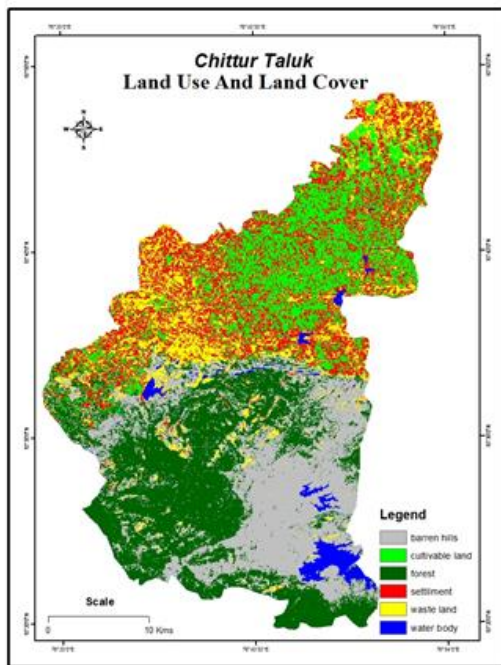 Chittur Taluk
Land Use And Land Cover
N
W E
S
Legend
barren hills
cultivable land
forest
settilment
waste land
water body
Scale
0 10 Kms